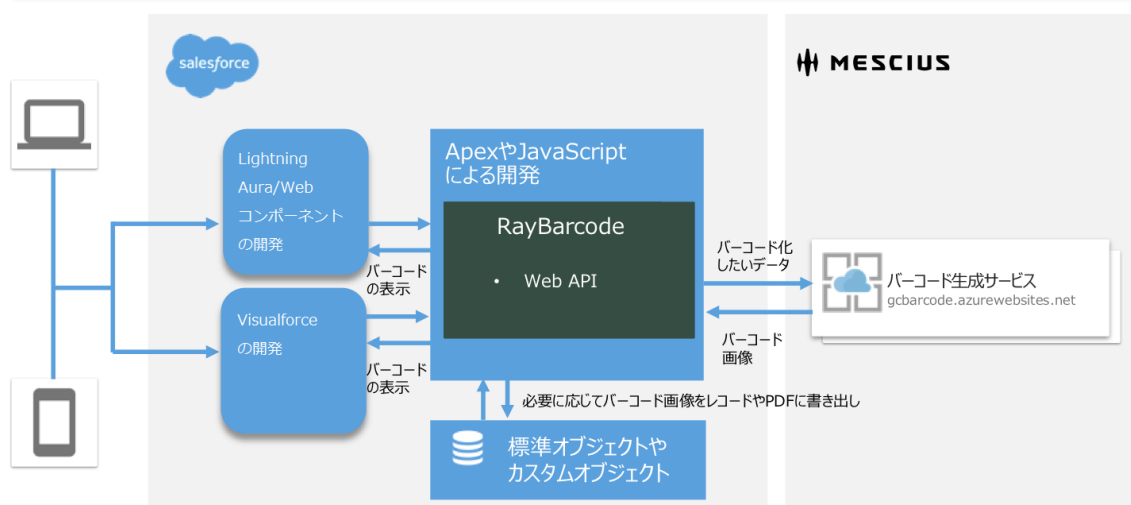 salesforce
MESCIUS
Lightning
Aura/Web
コンポーネント
の開発
バーコード
の表示
Visualforce
の開発
バーコード
の表示
ApexやJavaScript
による開発
RayBarcode
• Web API
バーコード化
したいデータ
バーコード
画像
バーコード生成サービス
gcbarcode.azurewebsites.net
必要に応じてバーコード画像をレコードやPDFに書き出し
標準オブジェクトや
カスタムオブジェクト